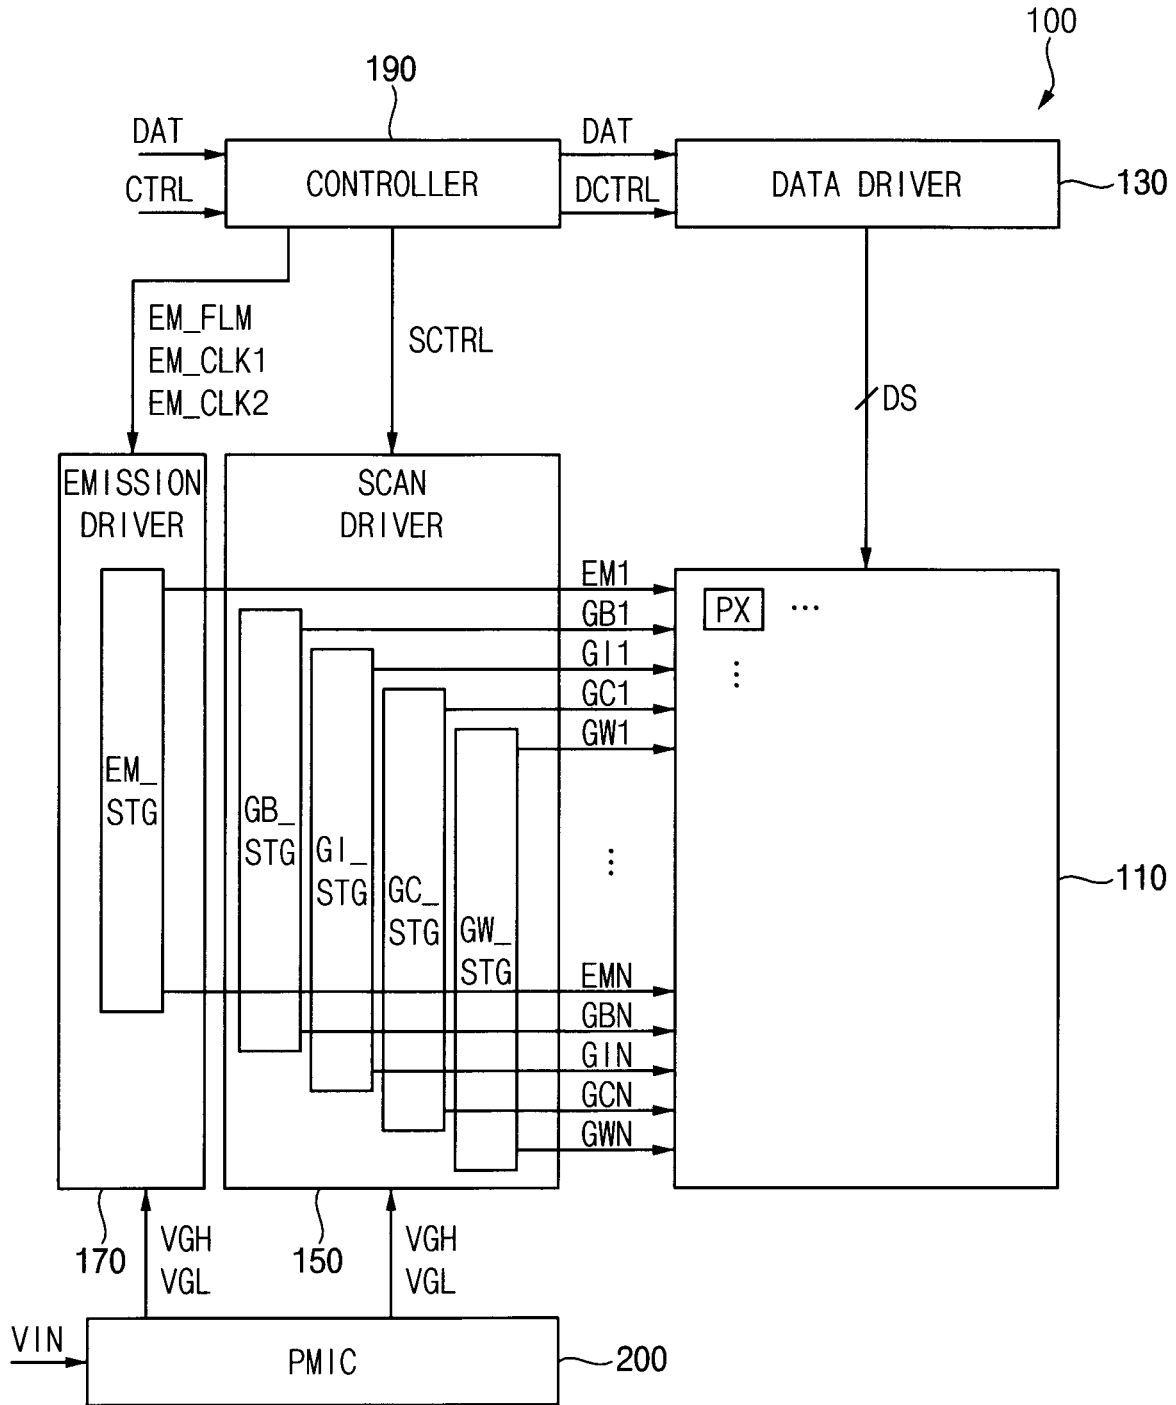 100
190
DAT
CTRL
CONTROLLER
DAT
DCTRL
DATA DRIVER
130
EM_FLM
EM_CLK1
EM_CLK2
SCTRL
DS
EMISSION
DRIVER
SCAN
DRIVER
EM1
GB1
GI1
GC1
GW1
PX
...
⋮
EM_
STG
GB_
STG
GI_
STG
GC_
STG
GW_
STG
⋮
110
EMN
GBN
GIN
GCN
GWN
170
VGH
VGL
150
VGH
VGL
VIN
PMIC
200